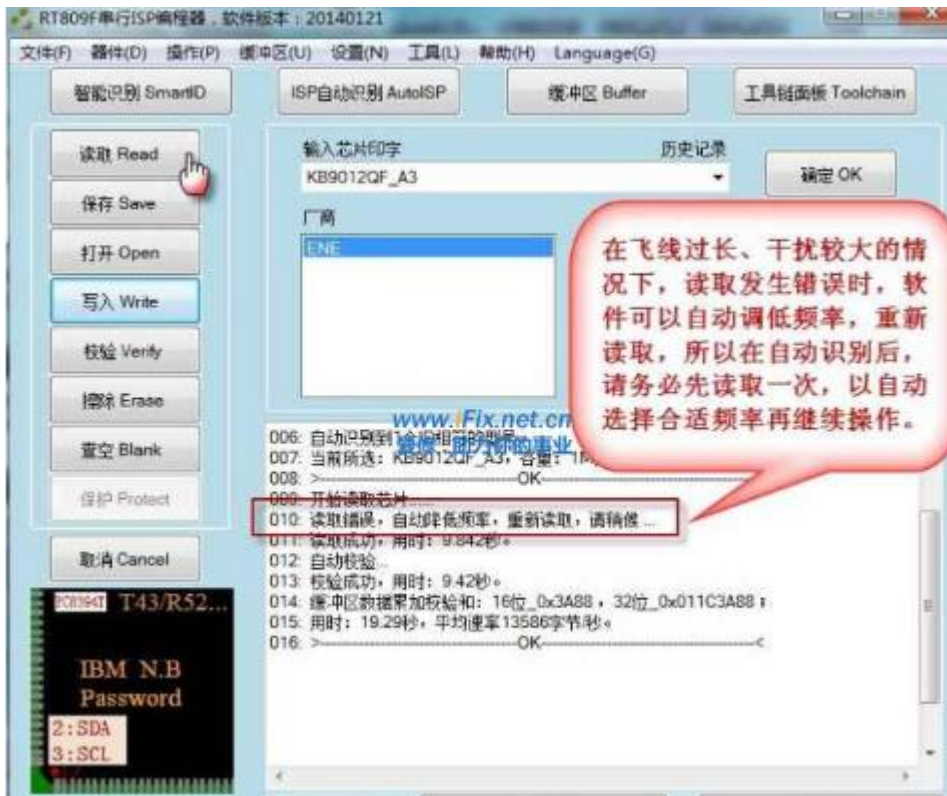 RT809F串行ISP编程器，软件版本：20140121
文件(F) 器件(D) 操作(P) 缓冲区(U) 设置(N) 工具(L) 帮助(H) Language(G)
智能识别 SmartID
ISP自动识别 AutoISP
缓冲区 Buffer
工具链面板 Toolchain
读取 Read
保存 Save
打开 Open
写入 Write
校验 Verify
擦除 Erase
查空 Blank
保护 Protect
取消 Cancel
输入芯片印字
历史记录
KB9012QF_A3
确定 OK
厂商
ENE
在飞线过长、干扰较大的情
况下，读取发生错误时，软
件可以自动调低频率，重新
读取，所以在自动识别后，
请务必先读取一次，以自动
选择合适频率再继续操作。
www.iFix.net.cn
006: 自动识别到
007: 当前所选：KB9012QF_A3，容量：
008: >----------OK----------
009: 开始读取芯片......
010: 读取错误，自动降低频率，重新读取，请稍候 ...
011: 读取成功，用时：9.842秒。
012: 自动校验...
013: 校验成功，用时：9.42秒。
014: 缓冲区数据累加校验和：16位_0x3A88，32位_0x011C3A88；
015: 用时：19.29秒，平均速率13586字节/秒。
016: >----------OK----------<
PC8394T T43/R52...
IBM N.B
Password
2:SDA
3:SCL